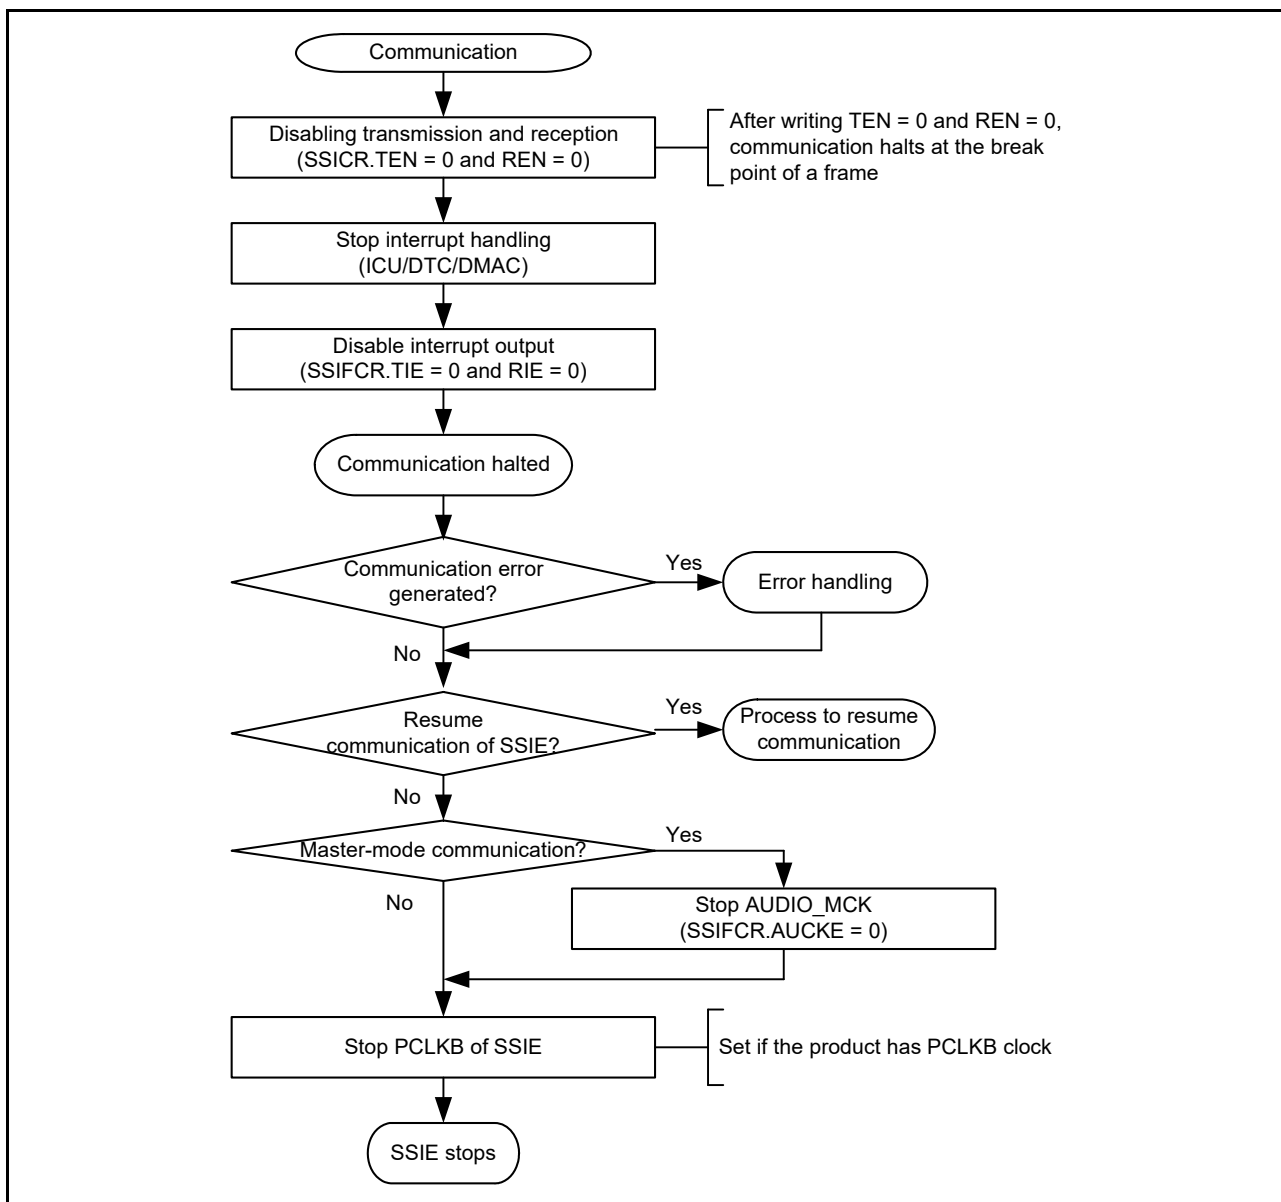 Communication
Disabling transmission and reception
(SSICR.TEN = 0 and REN = 0)
After writing TEN = 0 and REN = 0,
communication halts at the break
point of a frame
Stop interrupt handling
(ICU/DTC/DMAC)
Disable interrupt output
(SSIFCR.TIE = 0 and RIE = 0)
Communication halted
Communication error
generated?
Yes
Error handling
No
Resume
communication of SSIE?
Yes
Process to resume
communication
No
Master-mode communication?
Yes
No
Stop AUDIO_MCK
(SSIFCR.AUCKE = 0)
Stop PCLKB of SSIE
Set if the product has PCLKB clock
SSIE stops